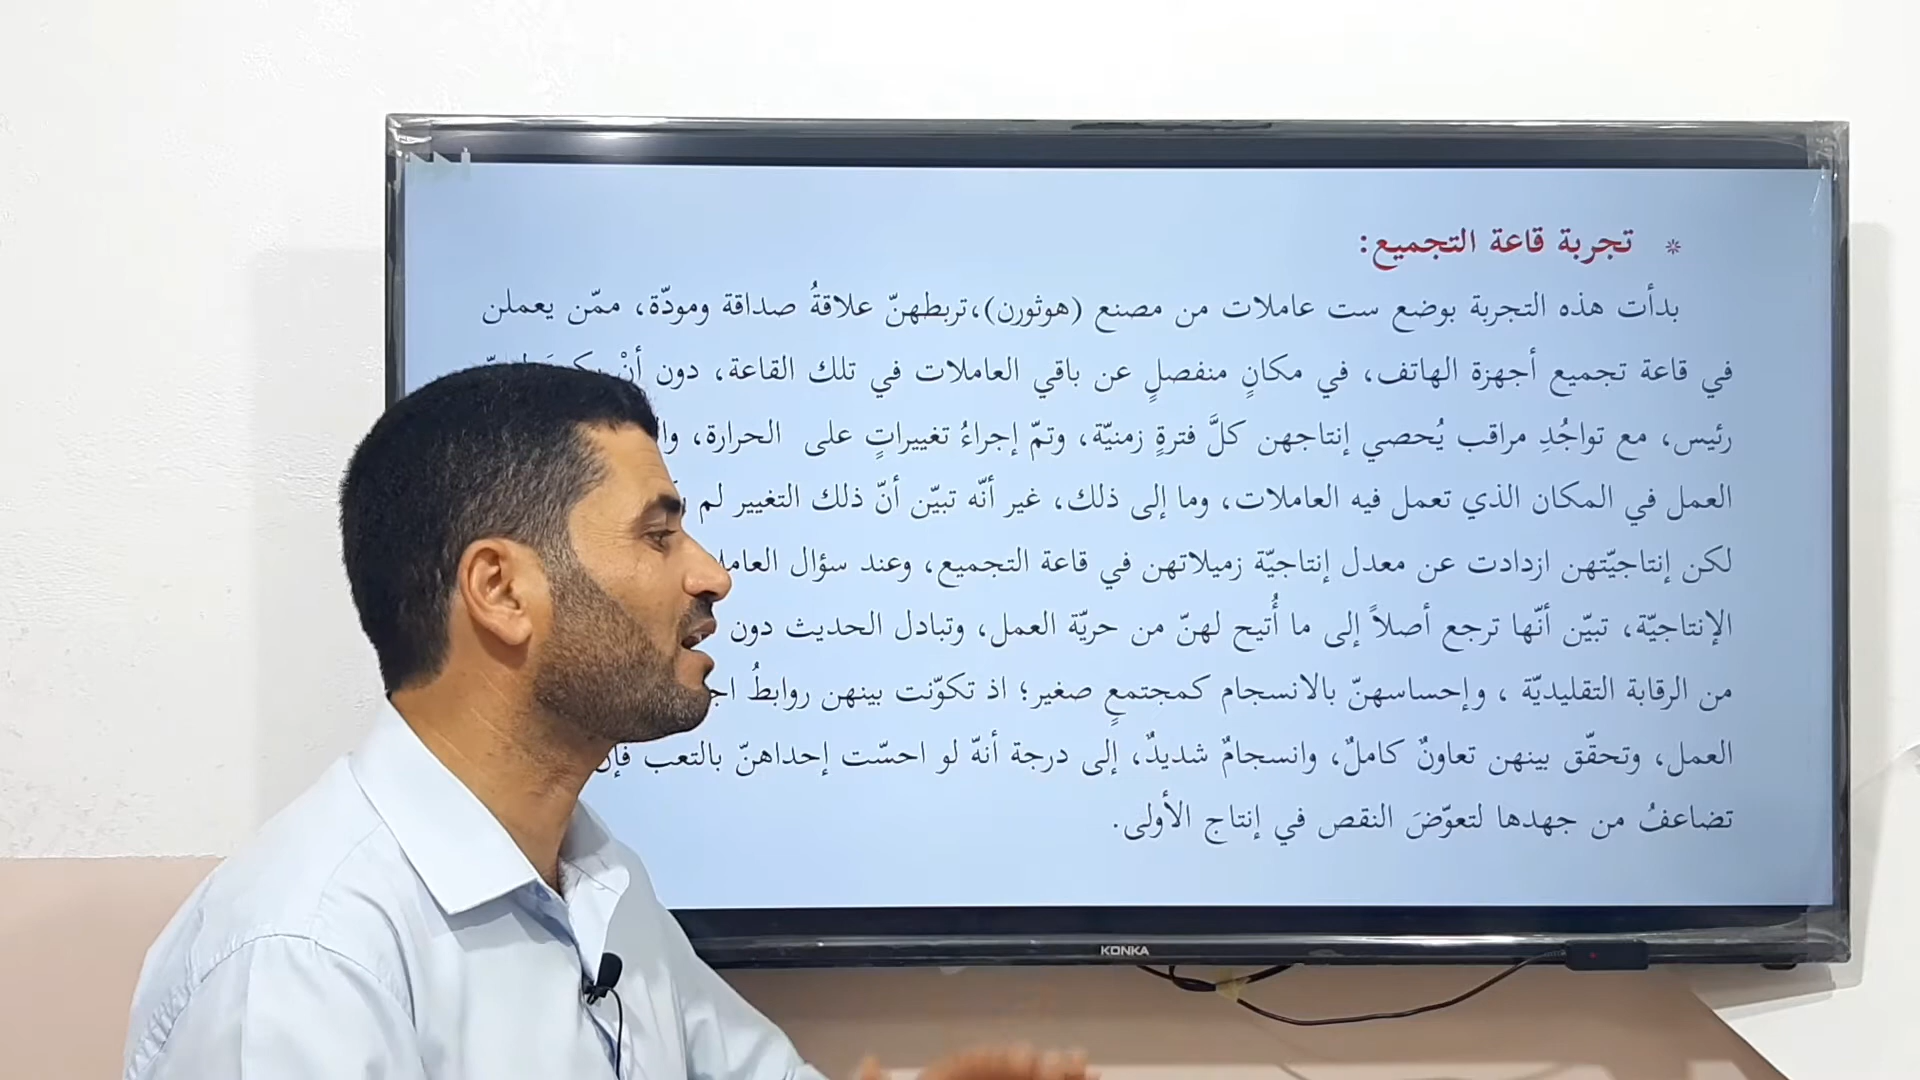 * تجربة قاعة التجميع:
بدأت هذه التجربة بوضع ست عاملات من مصنع (هوثورن)،تربطهنّ علاقةُ صداقة ومودّة، ممّن يعملن
في قاعة تجميع أجهزة الهاتف، في مكانٍ منفصلٍ عن باقي العاملات في تلك القاعة، دون أنْ
رئيس، مع تواجُدِ مراقب يُحصي إنتاجهن كلَّ فترةٍ زمنيّة، وتمّ إجراءُ تغييراتٍ على الحرارة،
العمل في المكان الذي تعمل فيه العاملات، وما إلى ذلك، غير أنّه تبيّن أنّ ذلك التغيير لم
لكن إنتاجيّتهن ازدادت عن معدل إنتاجيّة زميلاتهن في قاعة التجميع، وعند سؤال
الإنتاجيّة، تبيّن أنّها ترجع أصلاً إلى ما أُتيح لهنّ من حريّة العمل، وتبادل الحديث دون
من الرقابة التقليديّة ، وإحساسهنّ بالانسجام كمجتمعٍ صغير؛ اذ تكوّنت بينهن روابطُ
العمل، وتحقّق بينهن تعاونٌ كاملٌ، وانسجامٌ شديدٌ، إلى درجة أنهّ لو احسّت إحداهنّ بالتعب
تضاعفُ من جهدها لتعوّضَ النقص في إنتاج الأولى.
KONKA